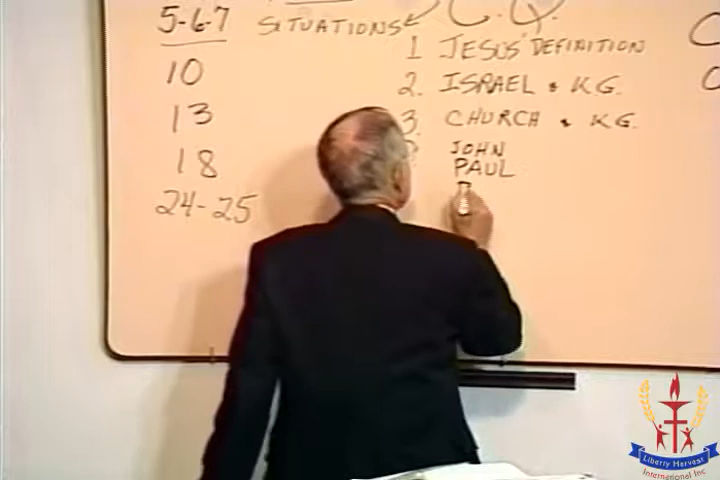 5-6-7
10
13
18
24-25
SITUATIONS
C.Q.
1 JESUS' DEFINITION
2. ISRAEL & KG.
3. CHURCH & KG.
JOHN
PAUL
Liberty Harvest
International Inc